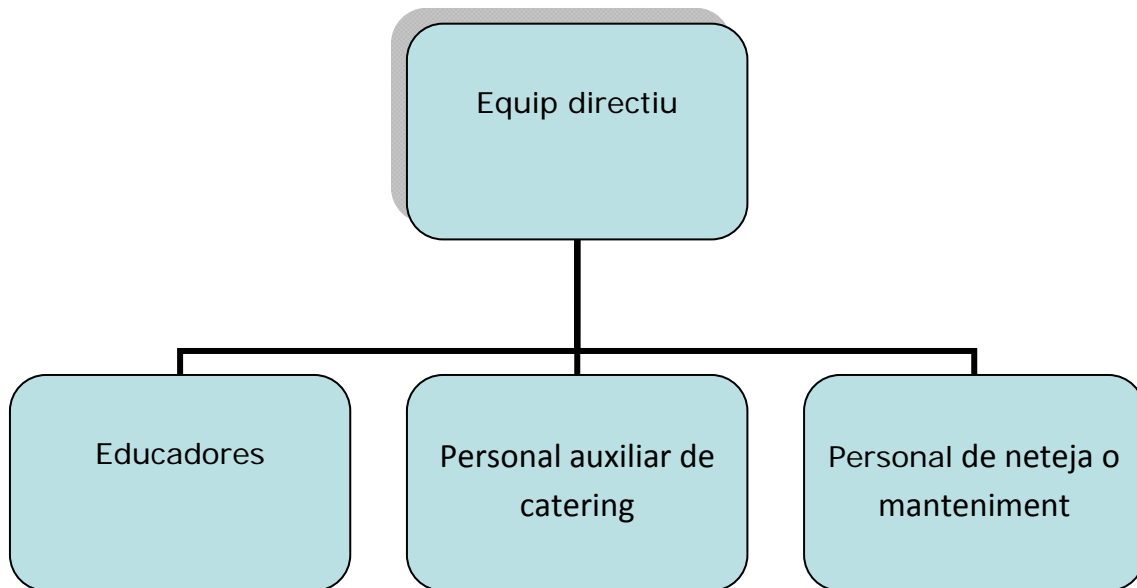 Equip directiu
Educadores
Personal auxiliar de
catering
Personal de neteja o
manteniment